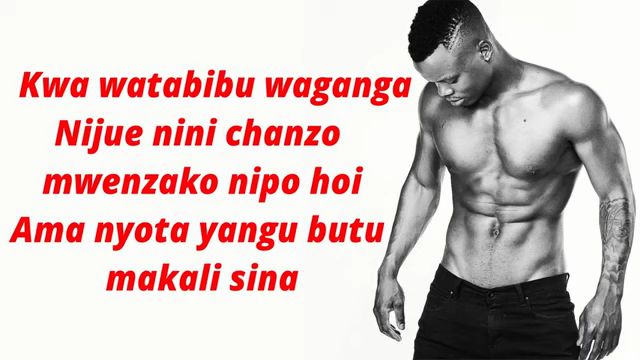 Kwa watabibu waganga
Nijue nini chanzo
mwenzako nipo hoi
Ama nyota yangu butu
makali sina